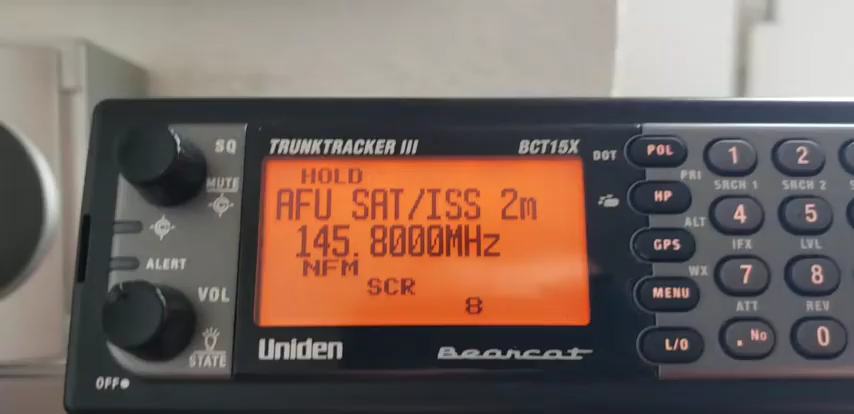 SQ
TRUNKTRACKER III BCT15X
HOLD
AFU SAT/ISS 2m
145.8000MHz
NFM
SCR
8
MUTE
ALERT
VOL
STATE
OFF
Uniden
Bearcat
DOT POL
PRI
HP
ALT
GPS
WX
MENU
L/O
1 2
SRCH 1 SRCH 2
4 5
IFX LVL
7 8
ATT REV
. No 0